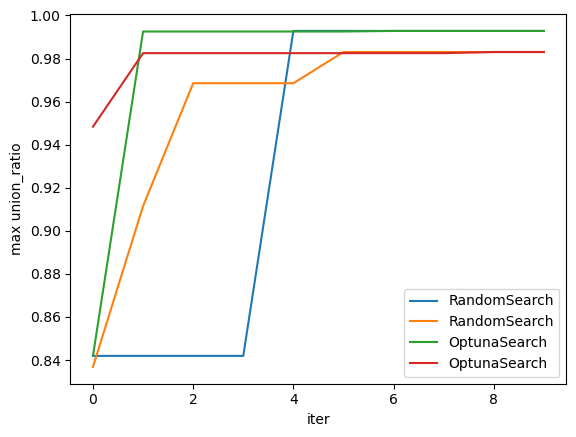 1.00
0.98
0.96
0.94
0.92
0.90
0.88
0.86
0.84
max union_ratio
0 2 4 6 8
iter
RandomSearch
RandomSearch
OptunaSearch
OptunaSearch